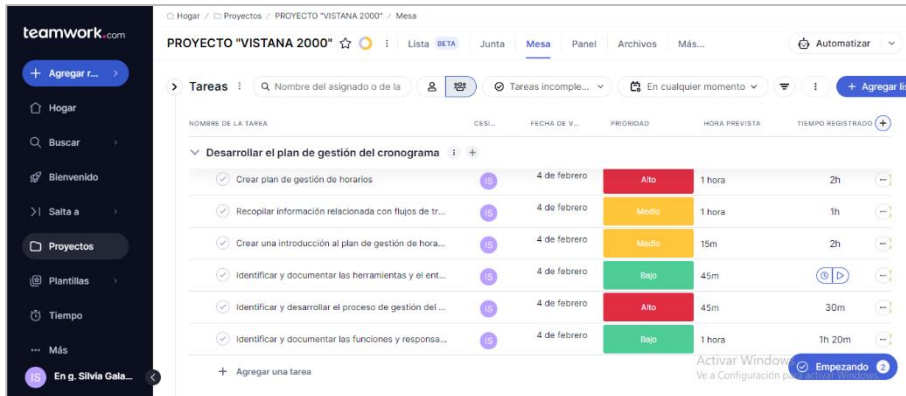 Hogar / Proyectos / PROYECTO "VISTANA 2000" / Mesa
teamwork.com
PROYECTO "VISTANA 2000" Lista BETA Junta Mesa Panel Archivos Más... Automatizar
+ Agregar r...
Tareas Nombre del asignado o de la Tareas incomple... En cualquier momento + Agregar lis
Hogar
Buscar
Bienvenido
Salta a
Proyectos
Plantillas
Tiempo
Más
IS En g. Silvia Gala...
NOMBRE DE LA TAREA CESI... FECHA DE V... PRIORIDAD HORA PREVISTA TIEMPO REGISTRADO
Desarrollar el plan de gestión del cronograma
Crear plan de gestión de horarios IS 4 de febrero Alto 1 hora 2h
Recopilar información relacionada con flujos de tr... IS 4 de febrero Medio 1 hora 1h
Crear una introducción al plan de gestión de hora... IS 4 de febrero Medio 15m 2h
Identificar y documentar las herramientas y el ent... IS 4 de febrero Bajo 45m
Identificar y desarrollar el proceso de gestión del ... IS 4 de febrero Alto 45m 30m
Identificar y documentar las funciones y responsa... IS 4 de febrero Bajo 1 hora 1h 20m
+ Agregar una tarea
Activar Windows
Ve a Configuración para activar Windows.
Empezando 2